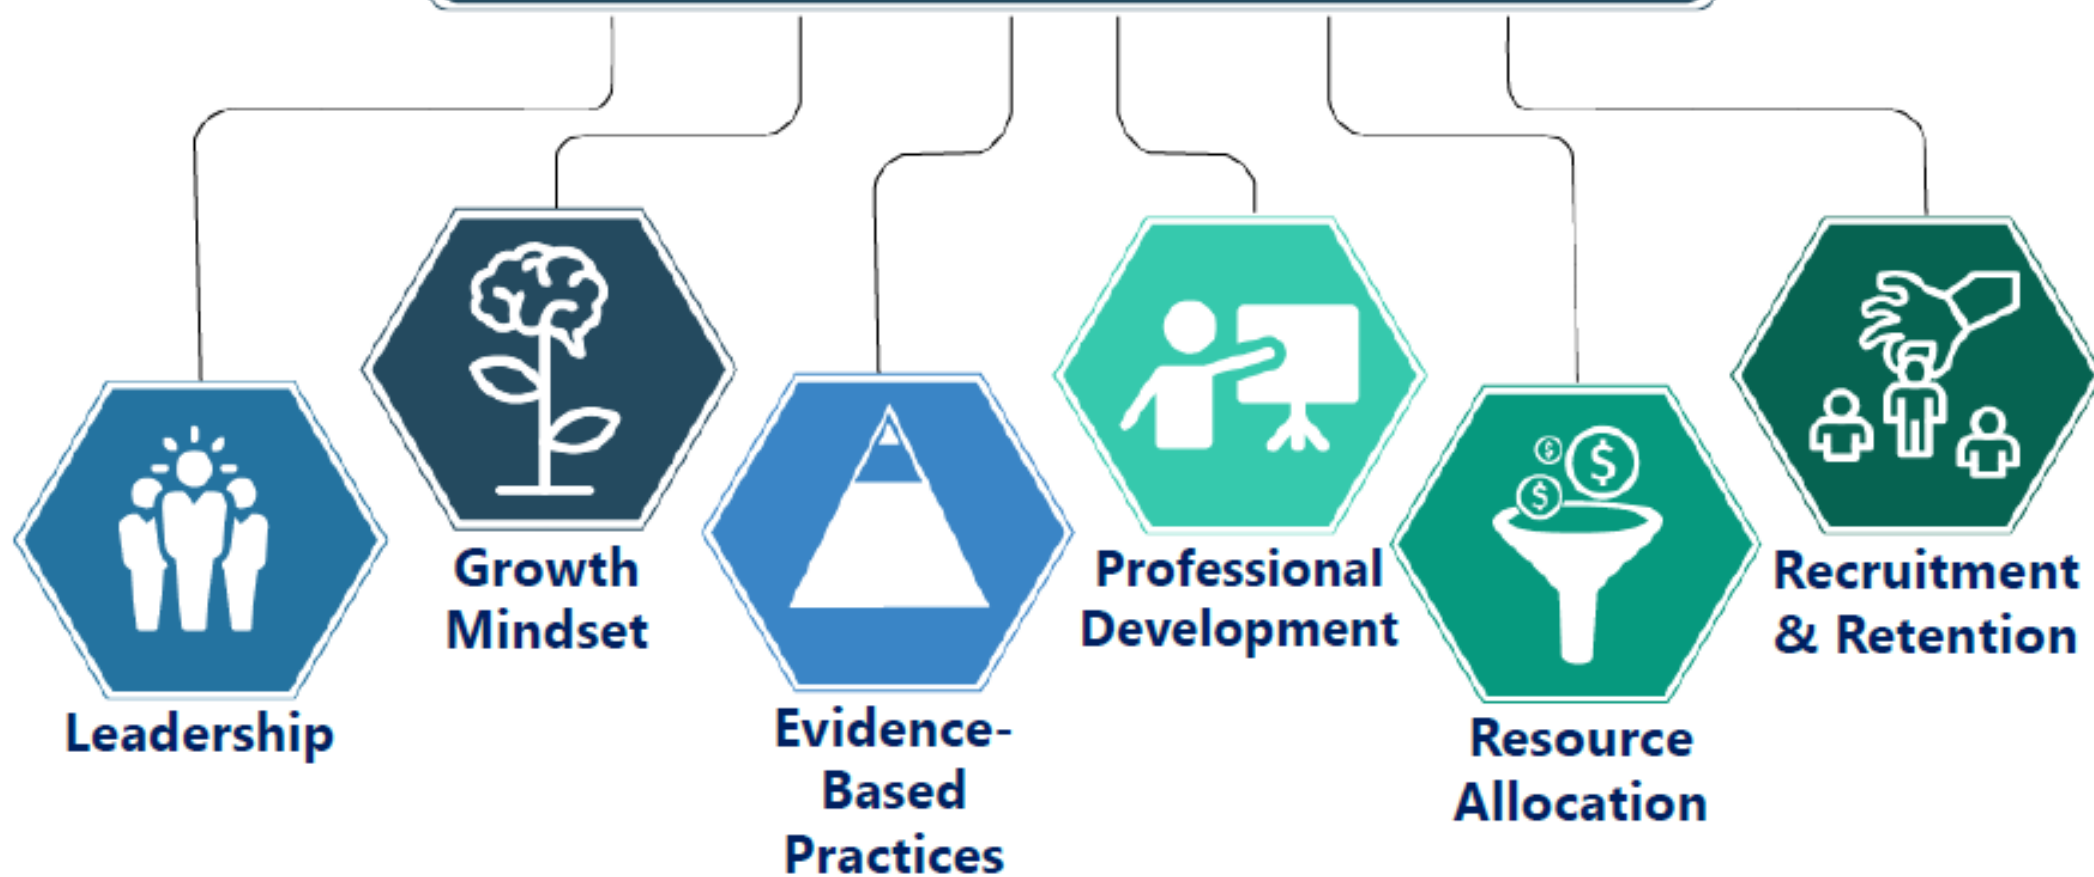 Leadership
Growth
Mindset
Evidence-
Based
Practices
Professional
Development
$
$
$
Resource
Allocation
Recruitment
& Retention